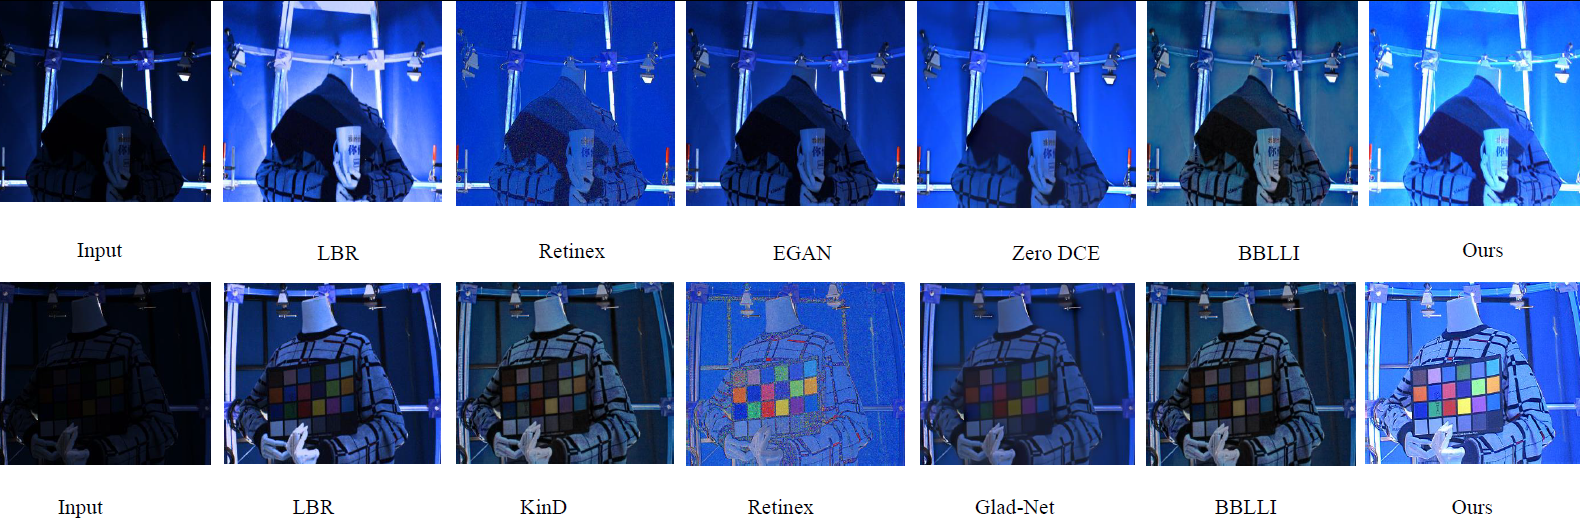 Input LBR Retinex EGAN Zero DCE BBLLI Ours
Input LBR KinD Retinex Glad-Net BBLLI Ours